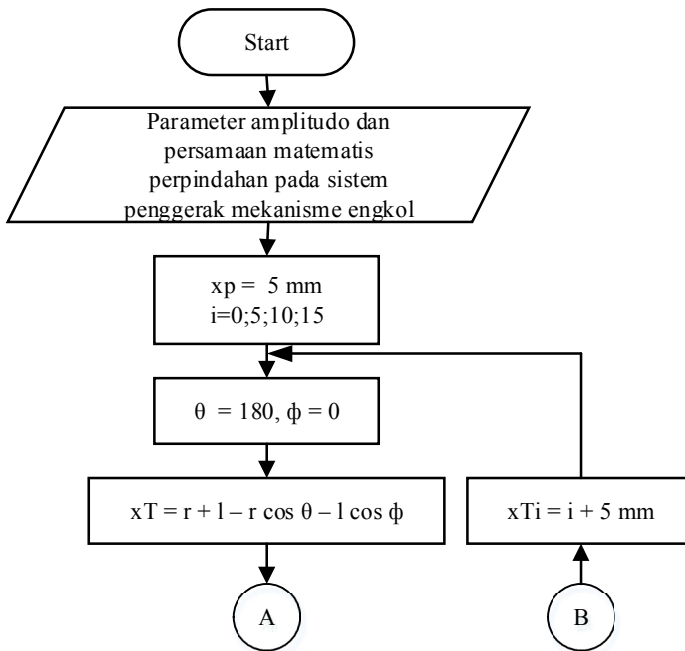 Start
Parameter amplitudo dan
persamaan matematis
perpindahan pada sistem
penggerak mekanisme engkol
xp = 5 mm
i=0;5;10;15
θ = 180, ф = 0
xT = r + l – r cos θ – l cos ф
xTi = i + 5 mm
A
B